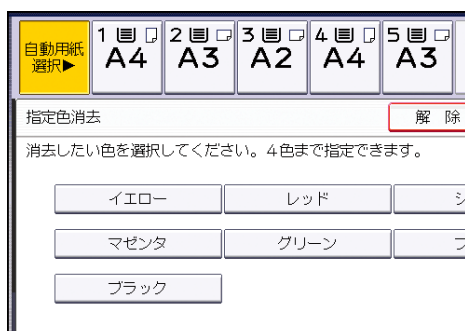 自動用紙
選択▶
1 2 3 4 5
A4 A3 A2 A4 A3
指定色消去
解 除
消去したい色を選択してください。4色まで指定できます。
イエロー レッド
マゼンタ グリーン
ブラック